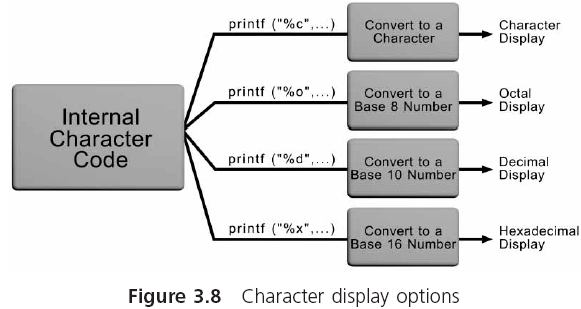 printf ("%c",...)
Convert to a
Character
Character
Display
printf ("%o",...)
Convert to a
Base 8 Number
Octal
Display
Internal
Character
Code
printf ("%d",...)
Convert to a
Base 10 Number
Decimal
Display
printf ("%x",...)
Convert to a
Base 16 Number
Hexadecimal
Display
Figure 3.8 Character display options